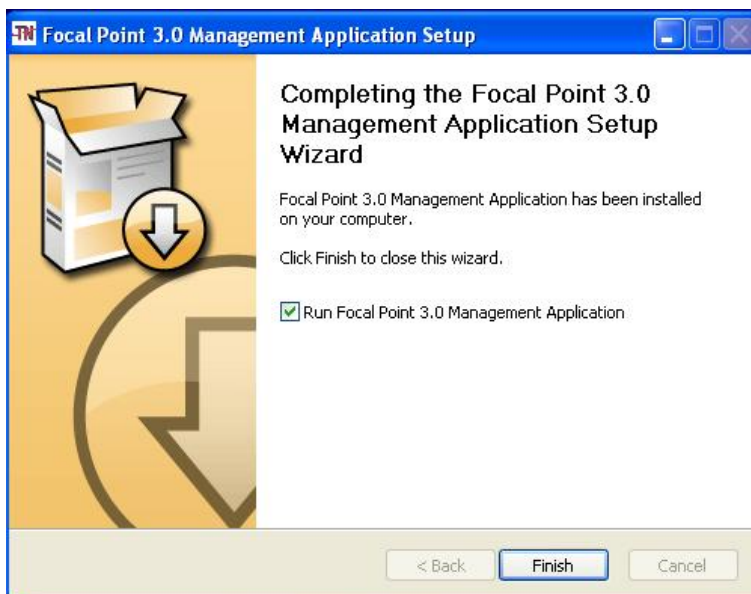 TN Focal Point 3.0 Management Application Setup
Completing the Focal Point 3.0
Management Application Setup
Wizard
Focal Point 3.0 Management Application has been installed
on your computer.
Click Finish to close this wizard.
Run Focal Point 3.0 Management Application
< Back Finish Cancel